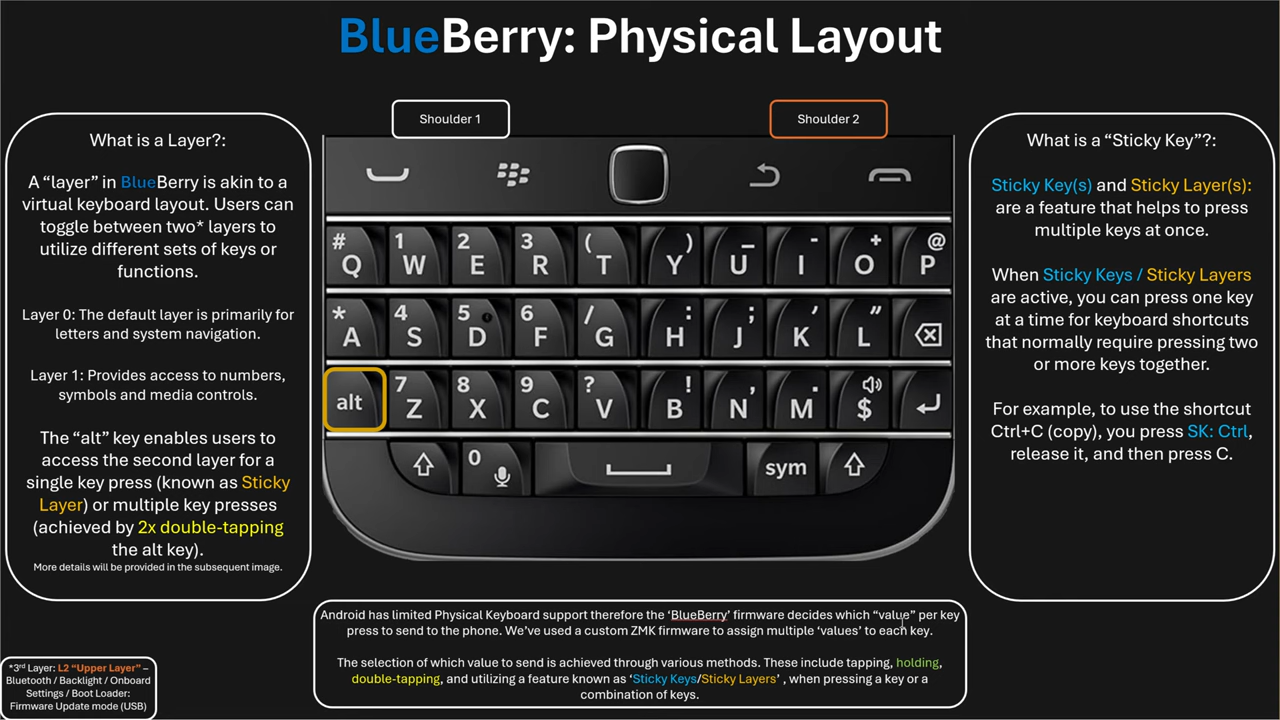 BlueBerry: Physical Layout
Shoulder 1
Shoulder 2
What is a Layer?:
A “layer” in BlueBerry is akin to a
virtual keyboard layout. Users can
toggle between two* layers to
utilize different sets of keys or
functions.
Layer 0: The default layer is primarily for
letters and system navigation.
Layer 1: Provides access to numbers,
symbols and media controls.
The “alt” key enables users to
access the second layer for a
single key press (known as Sticky
Layer) or multiple key presses
(achieved by 2x double-tapping
the alt key).
More details will be provided in the subsequent image.
# 1 2 3 ( ) _ - + @
Q W E R T Y U I O P
* 4 5 6 / : ; ’ ”
A S D F G H J K L
7 8 9 ? ! , .
alt Z X C V B N M $
0
sym
What is a “Sticky Key”?:
Sticky Key(s) and Sticky Layer(s):
are a feature that helps to press
multiple keys at once.
When Sticky Keys / Sticky Layers
are active, you can press one key
at a time for keyboard shortcuts
that normally require pressing two
or more keys together.
For example, to use the shortcut
Ctrl+C (copy), you press SK: Ctrl,
release it, and then press C.
Android has limited Physical Keyboard support therefore the ‘BlueBerry’ firmware decides which “value” per key
press to send to the phone. We’ve used a custom ZMK firmware to assign multiple ‘values’ to each key.
The selection of which value to send is achieved through various methods. These include tapping, holding,
double-tapping, and utilizing a feature known as ‘Sticky Keys/Sticky Layers’ , when pressing a key or a
combination of keys.
*3rd Layer: L2 “Upper Layer” –
Bluetooth / Backlight / Onboard
Settings / Boot Loader:
Firmware Update mode (USB)